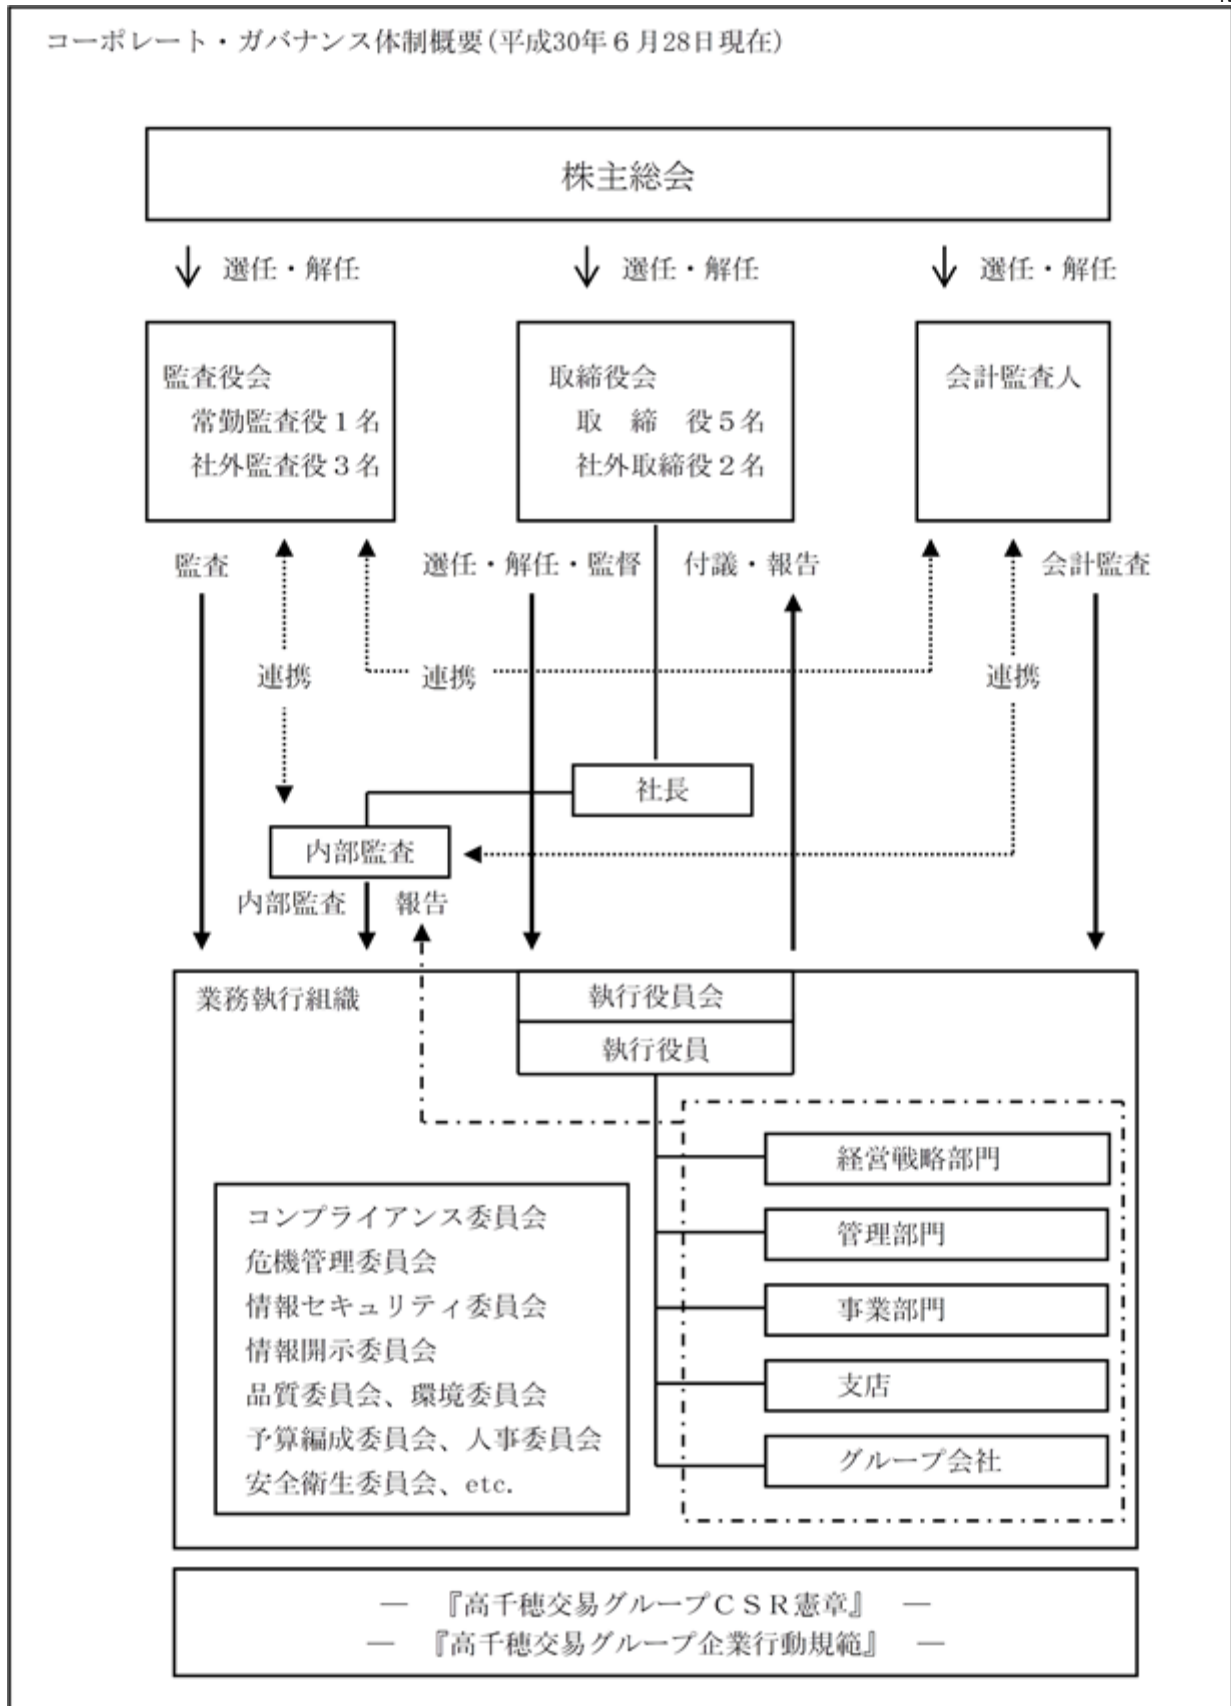 コーポレート・ガバナンス体制概要(平成30年6月28日現在)
株主総会
選任・解任
選任・解任
選任・解任
監査役会
常勤監査役1名
社外監査役3名
取締役会
取 締 役5名
社外取締役2名
会計監査人
監査
選任・解任・監督
付議・報告
会計監査
連携
連携
連携
社長
内部監査
内部監査
報告
業務執行組織
執行役員会
執行役員
経営戦略部門
管理部門
事業部門
支店
グループ会社
コンプライアンス委員会
危機管理委員会
情報セキュリティ委員会
情報開示委員会
品質委員会、環境委員会
予算編成委員会、人事委員会
安全衛生委員会、etc.
― 『高千穂交易グループCSR憲章』 ―
― 『高千穂交易グループ企業行動規範』 ―